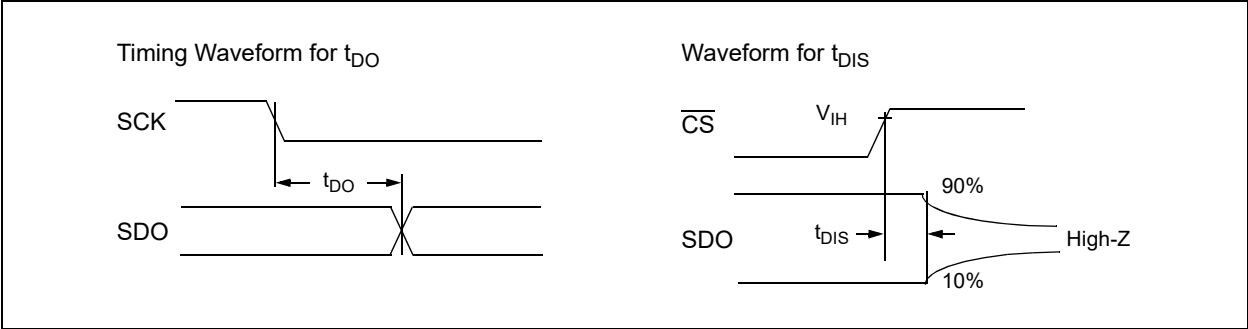 Timing Waveform for tDO
SCK
tDO
SDO
Waveform for tDIS
CS
VIH
90%
SDO
tDIS
High-Z
10%